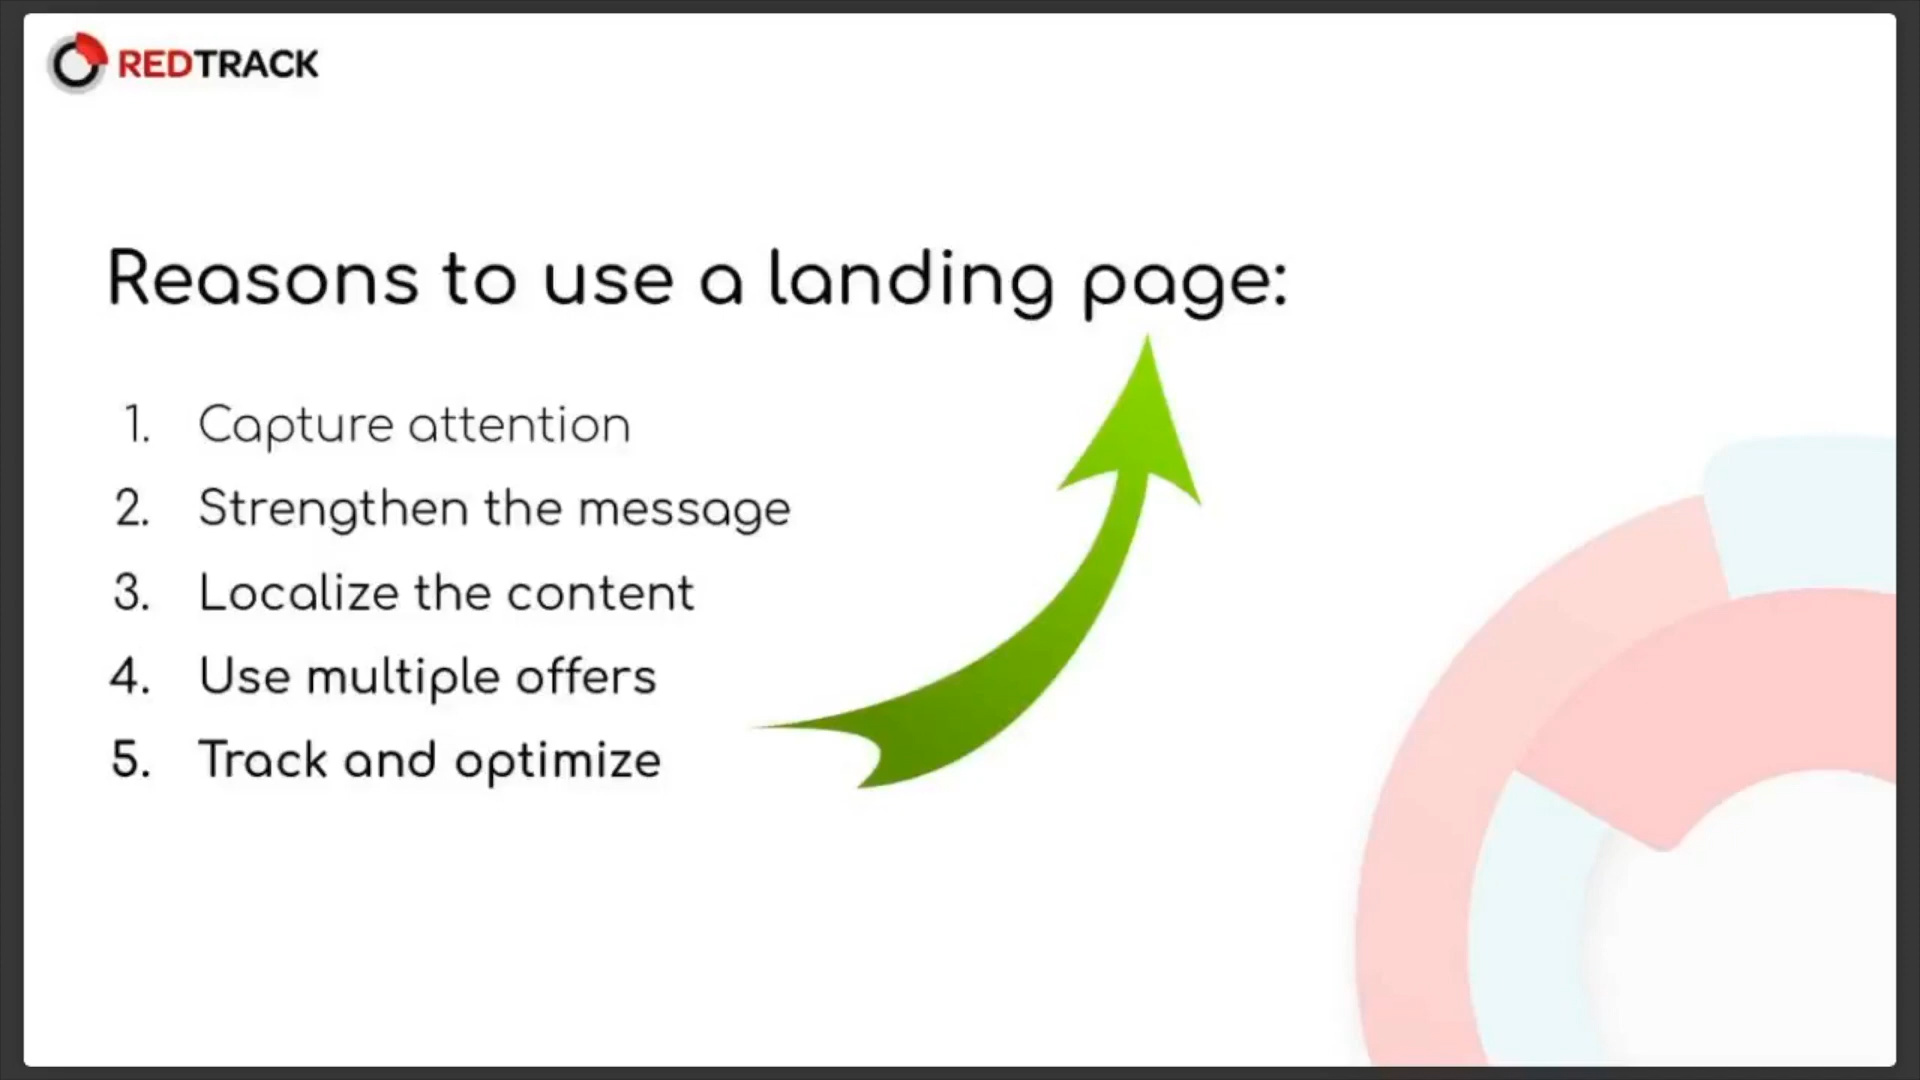 REDTRACK
Reasons to use a landing page:
1. Capture attention
2. Strengthen the message
3. Localize the content
4. Use multiple offers
5. Track and optimize